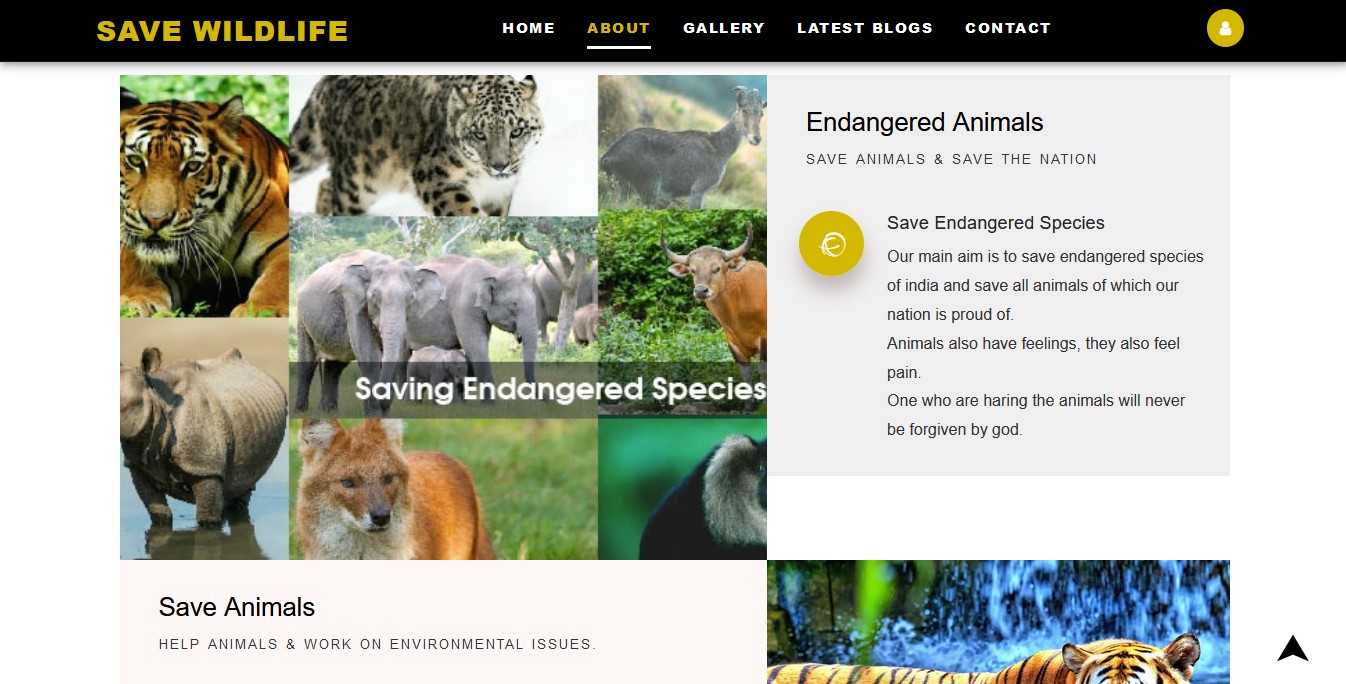 SAVE WILDLIFE
HOME
ABOUT
GALLERY
LATEST BLOGS
CONTACT
Endangered Animals
SAVE ANIMALS & SAVE THE NATION
Save Endangered Species
Our main aim is to save endangered species
of india and save all animals of which our
nation is proud of.
Animals also have feelings, they also feel
pain.
One who are haring the animals will never
be forgiven by god.
Saving Endangered Species
Save Animals
HELP ANIMALS & WORK ON ENVIRONMENTAL ISSUES.